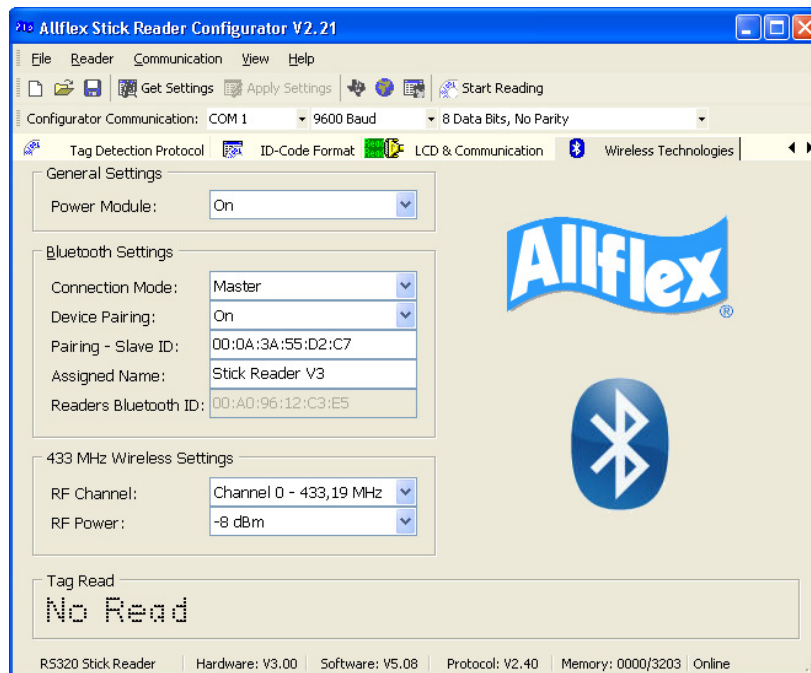 Allflex Stick Reader Configurator V2.21
File Reader Communication View Help
Get Settings Apply Settings Start Reading
Configurator Communication: COM 1 9600 Baud 8 Data Bits, No Parity
Tag Detection Protocol ID-Code Format LCD & Communication Wireless Technologies
General Settings
Power Module: On
Bluetooth Settings
Connection Mode: Master
Device Pairing: On
Pairing - Slave ID: 00:0A:3A:55:D2:C7
Assigned Name: Stick Reader V3
Readers Bluetooth ID: 00:A0:96:12:C3:E5
Allflex®
433 MHz Wireless Settings
RF Channel: Channel 0 - 433,19 MHz
RF Power: -8 dBm
Tag Read
No Read
RS320 Stick Reader Hardware: V3.00 Software: V5.08 Protocol: V2.40 Memory: 0000/3203 Online